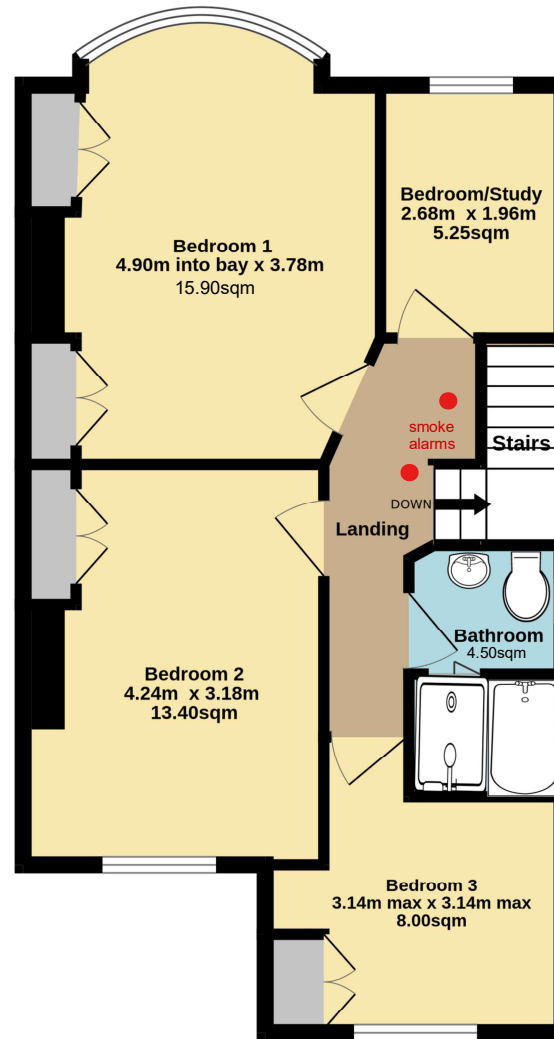 Bedroom 1
4.90m into bay x 3.78m
15.90sqm
Bedroom/Study
2.68m x 1.96m
5.25sqm
smoke
alarms
Stairs
DOWN
Landing
Bathroom
4.50sqm
Bedroom 2
4.24m x 3.18m
13.40sqm
Bedroom 3
3.14m max x 3.14m max
8.00sqm